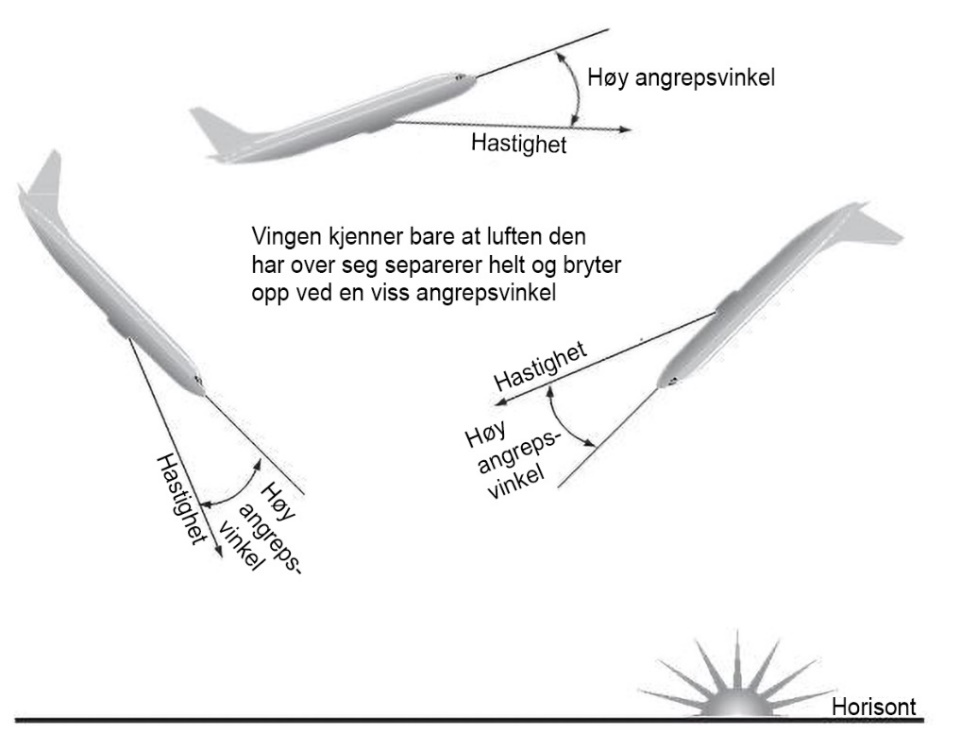 Høy angrepsvinkel
Hastighet
Vingen kjenner bare at luften den
har over seg separerer helt og bryter
opp ved en viss angrepsvinkel
Hastighet
Høy
angreps-
vinkel
Hastighet
Høy
angreps-
vinkel
Horisont